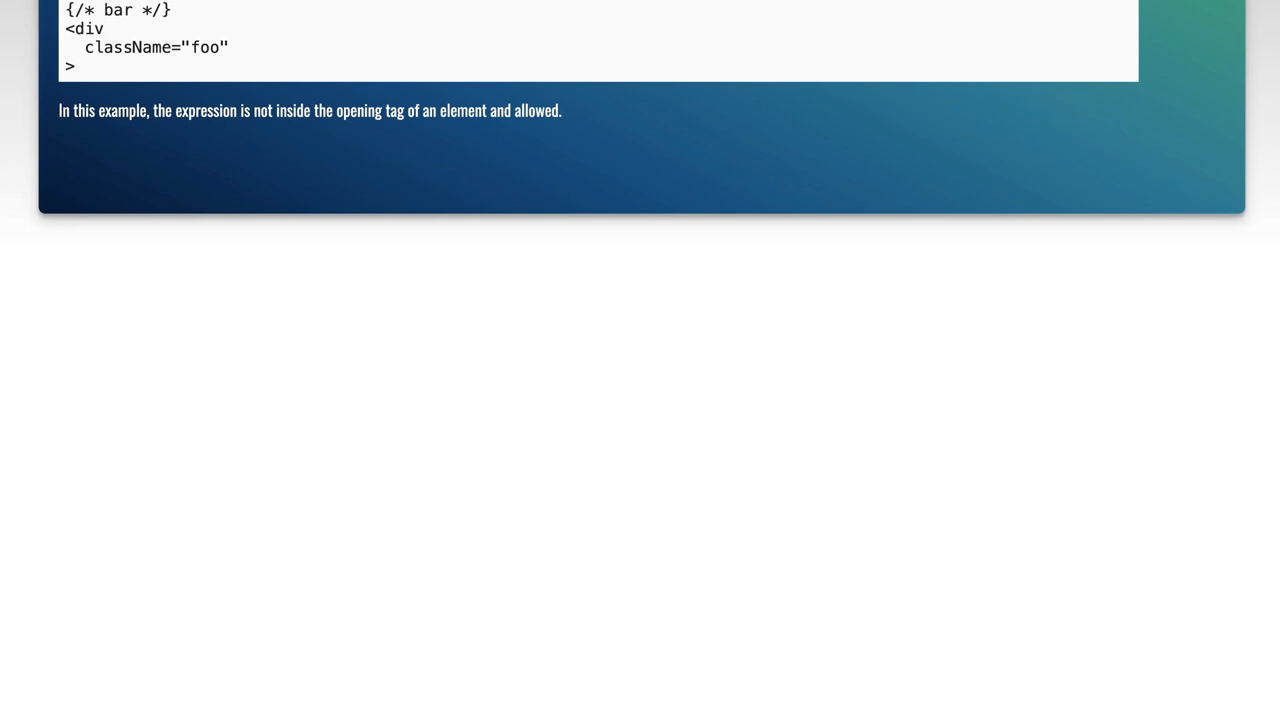 {/* bar */}
<div
  className="foo"
>
In this example, the expression is not inside the opening tag of an element and allowed.